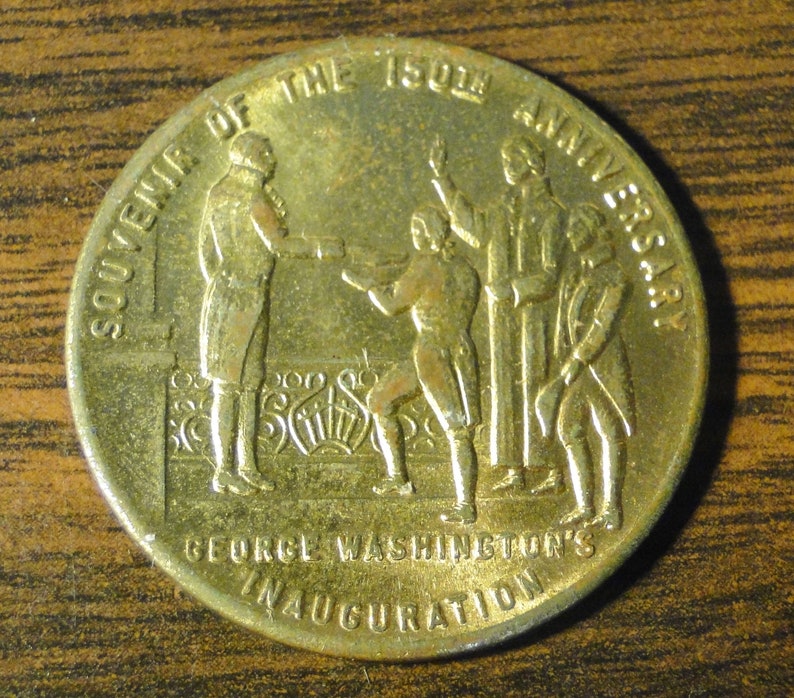 SOUVENIR OF THE 150TH ANNIVERSARY
GEORGE WASHINGTON'S
INAUGURATION